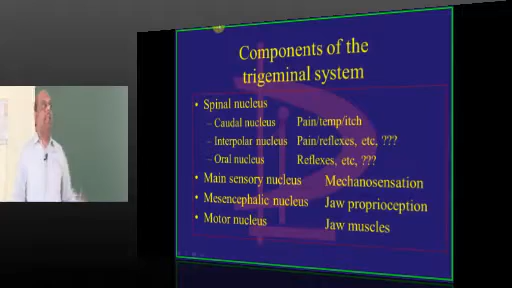 Components of the
trigeminal system
• Spinal nucleus
– Caudal nucleus Pain/temp/itch
– Interpolar nucleus Pain/reflexes, etc, ???
– Oral nucleus Reflexes, etc, ???
• Main sensory nucleus Mechanosensation
• Mesencephalic nucleus Jaw proprioception
• Motor nucleus Jaw muscles